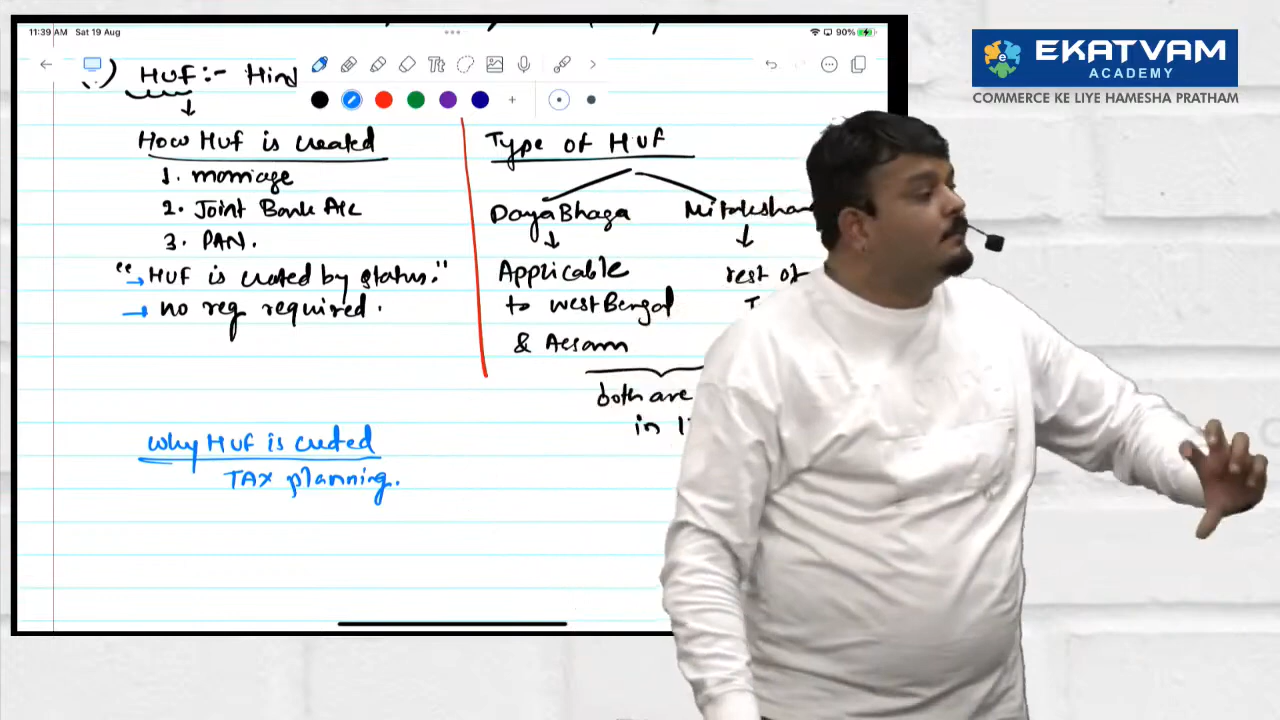 11:39 AM Sat 19 Aug
90%
EKATVAM
ACADEMY
COMMERCE KE LIYE HAMESHA PRATHAM
HUF :- Hind
How HUF is created
1. marriage
2. Joint Bank A/c
3. PAN.
"HUF is created by status."
no reg required.
Type of HUF
DayaBhaga
Applicable
to west Bengal
& Assam
Mitakshara
rest of
both are
in
why HUF is created
TAX planning.